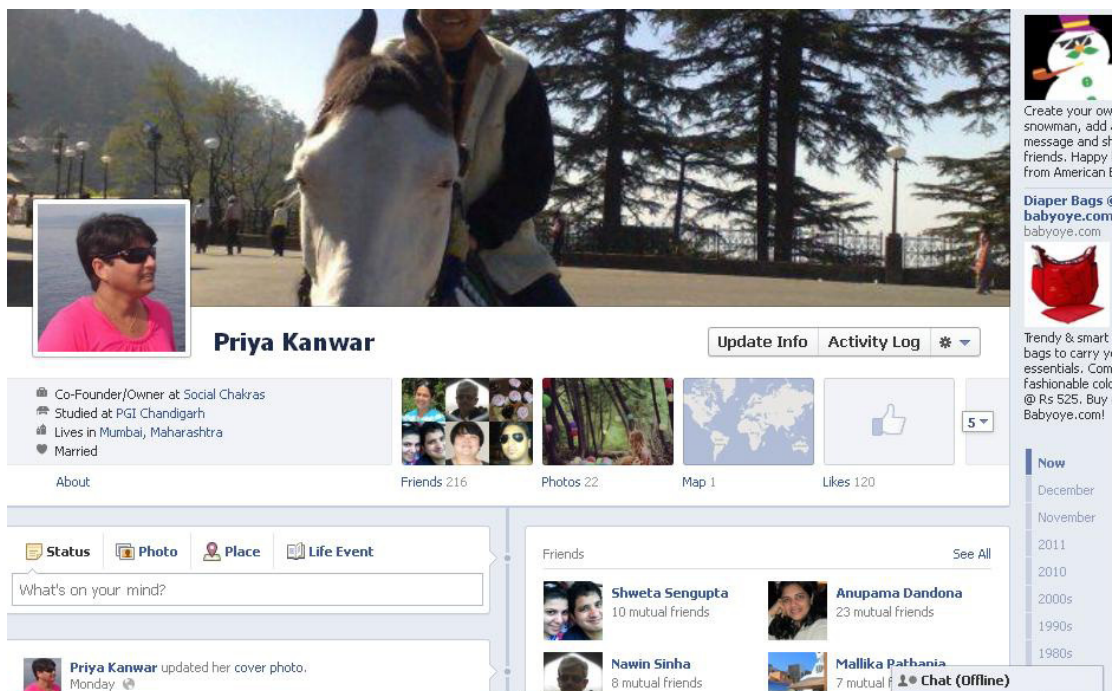 Create your ow
snowman, add
message and sh
friends. Happy
from American E
Diaper Bags @
babyoye.com
babyoye.com
Trendy & smart
bags to carry yo
essentials. Com
fashionable colo
@ Rs 525. Buy
Babyoye.com!
Priya Kanwar
Update Info
Activity Log
Co-Founder/Owner at Social Chakras
Studied at PGI Chandigarh
Lives in Mumbai, Maharashtra
Married
About
Friends 216
Photos 22
Map 1
Likes 120
5
Now
December
November
2011
2010
2000s
1990s
1980s
Status
Photo
Place
Life Event
What's on your mind?
Priya Kanwar updated her cover photo.
Monday
Friends
See All
Shweta Sengupta
10 mutual friends
Anupama Dandona
23 mutual friends
Nawin Sinha
8 mutual friends
Mallika Pathania
7 mutual f
Chat (Offline)